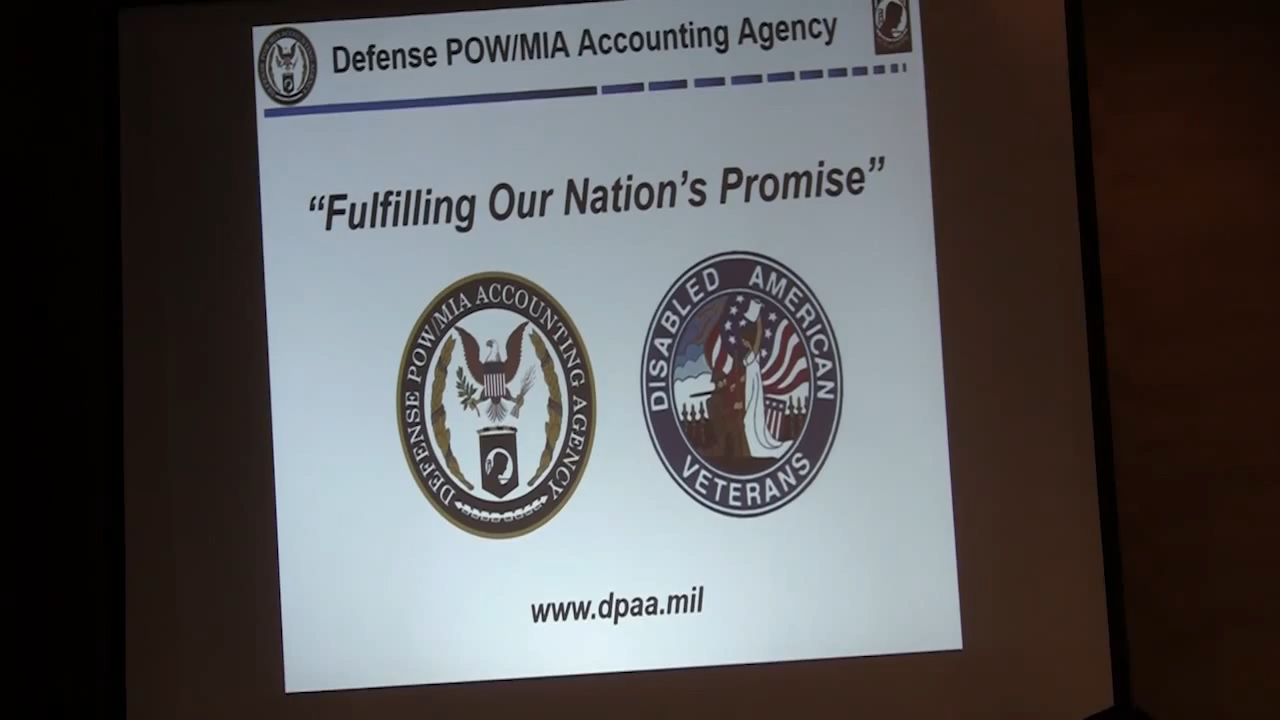 Defense POW/MIA Accounting Agency
“Fulfilling Our Nation’s Promise”
DEFENSE POW/MIA ACCOUNTING AGENCY
DISABLED AMERICAN
VETERANS
www.dpaa.mil